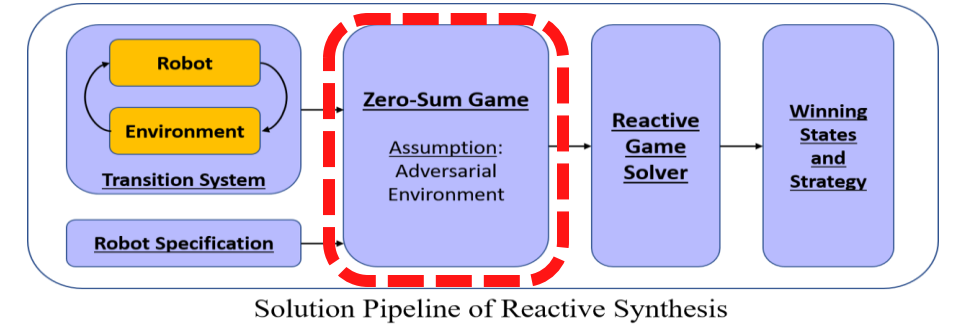 Robot
Environment
Transition System
Robot Specification
Zero-Sum Game
Assumption:
Adversarial
Environment
Reactive
Game
Solver
Winning
States
and
Strategy
Solution Pipeline of Reactive Synthesis